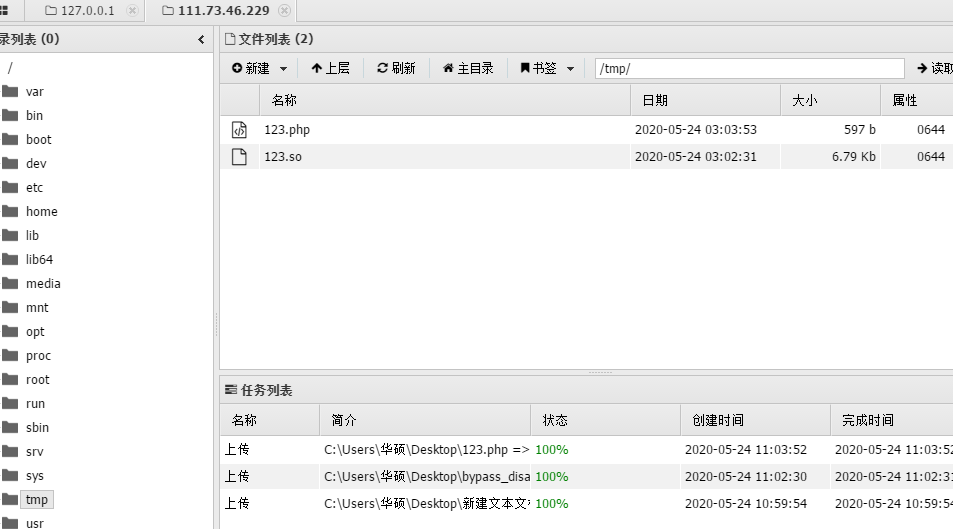 127.0.0.1
111.73.46.229
录列表 (0)
文件列表 (2)
/
新建 上层 刷新 主目录 书签 /tmp/ 读取
var
bin
boot
dev
etc
home
lib
lib64
media
mnt
opt
proc
root
run
sbin
srv
sys
tmp
usr
名称 日期 大小 属性
123.php 2020-05-24 03:03:53 597 b 0644
123.so 2020-05-24 03:02:31 6.79 Kb 0644
任务列表
名称 简介 状态 创建时间 完成时间
上传 C:\Users\华硕\Desktop\123.php => 100% 2020-05-24 11:03:52 2020-05-24 11:03:52
上传 C:\Users\华硕\Desktop\bypass_disa 100% 2020-05-24 11:02:30 2020-05-24 11:02:31
上传 C:\Users\华硕\Desktop\新建文本文 100% 2020-05-24 10:59:54 2020-05-24 10:59:54